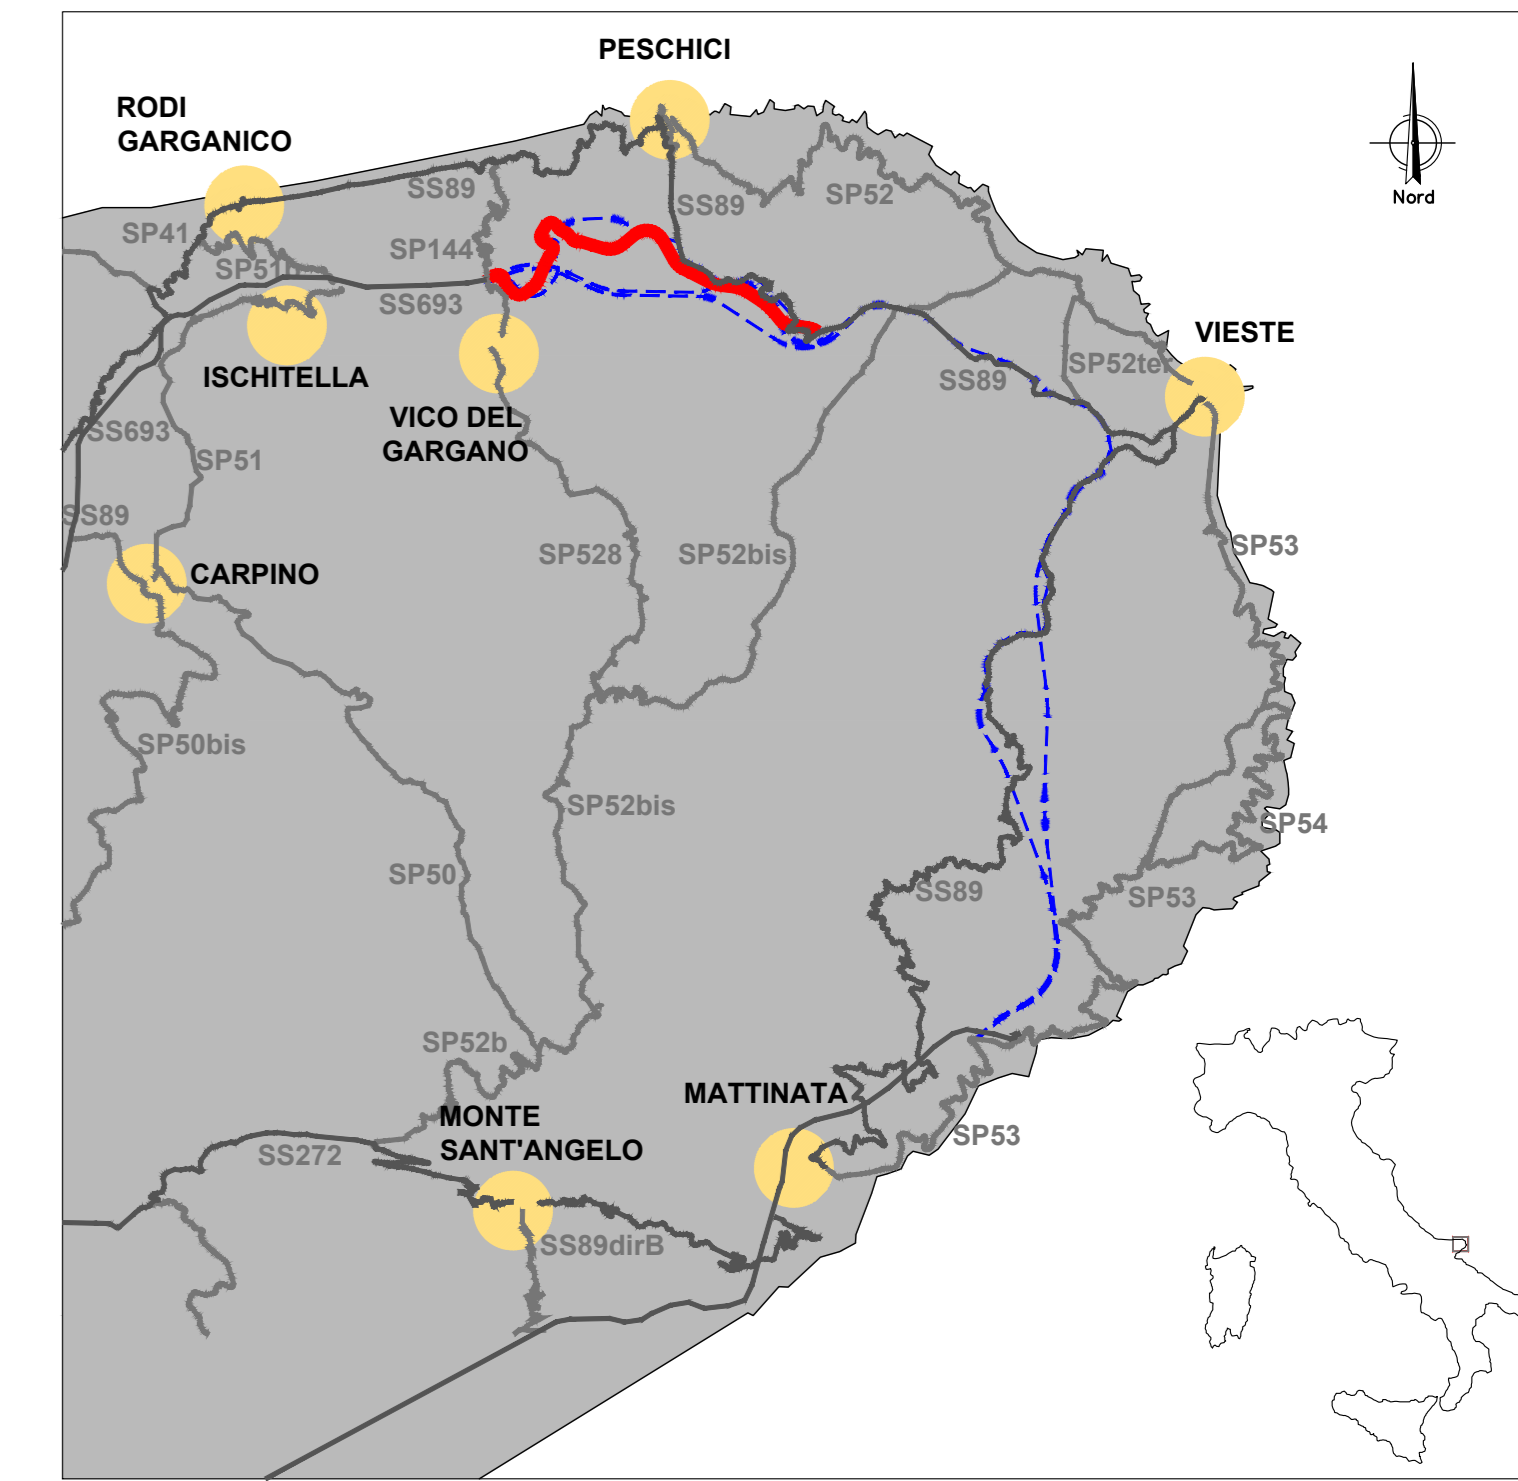 PESCHICI
RODI
GARGANICO
Nord
SS89
SP52
SS89
SP41
SP144
SP51
SS693
VIESTE
SP52ter
SS89
ISCHITELLA
VICO DEL
GARGANO
SS693
SP51
SS89
SP528
SP52bis
SP53
CARPINO
SP50bis
SP52bis
SP54
SP50
SS89
SP53
SP52b
MATTINATA
MONTE
SANT'ANGELO
SP53
SS272
SS89dirB